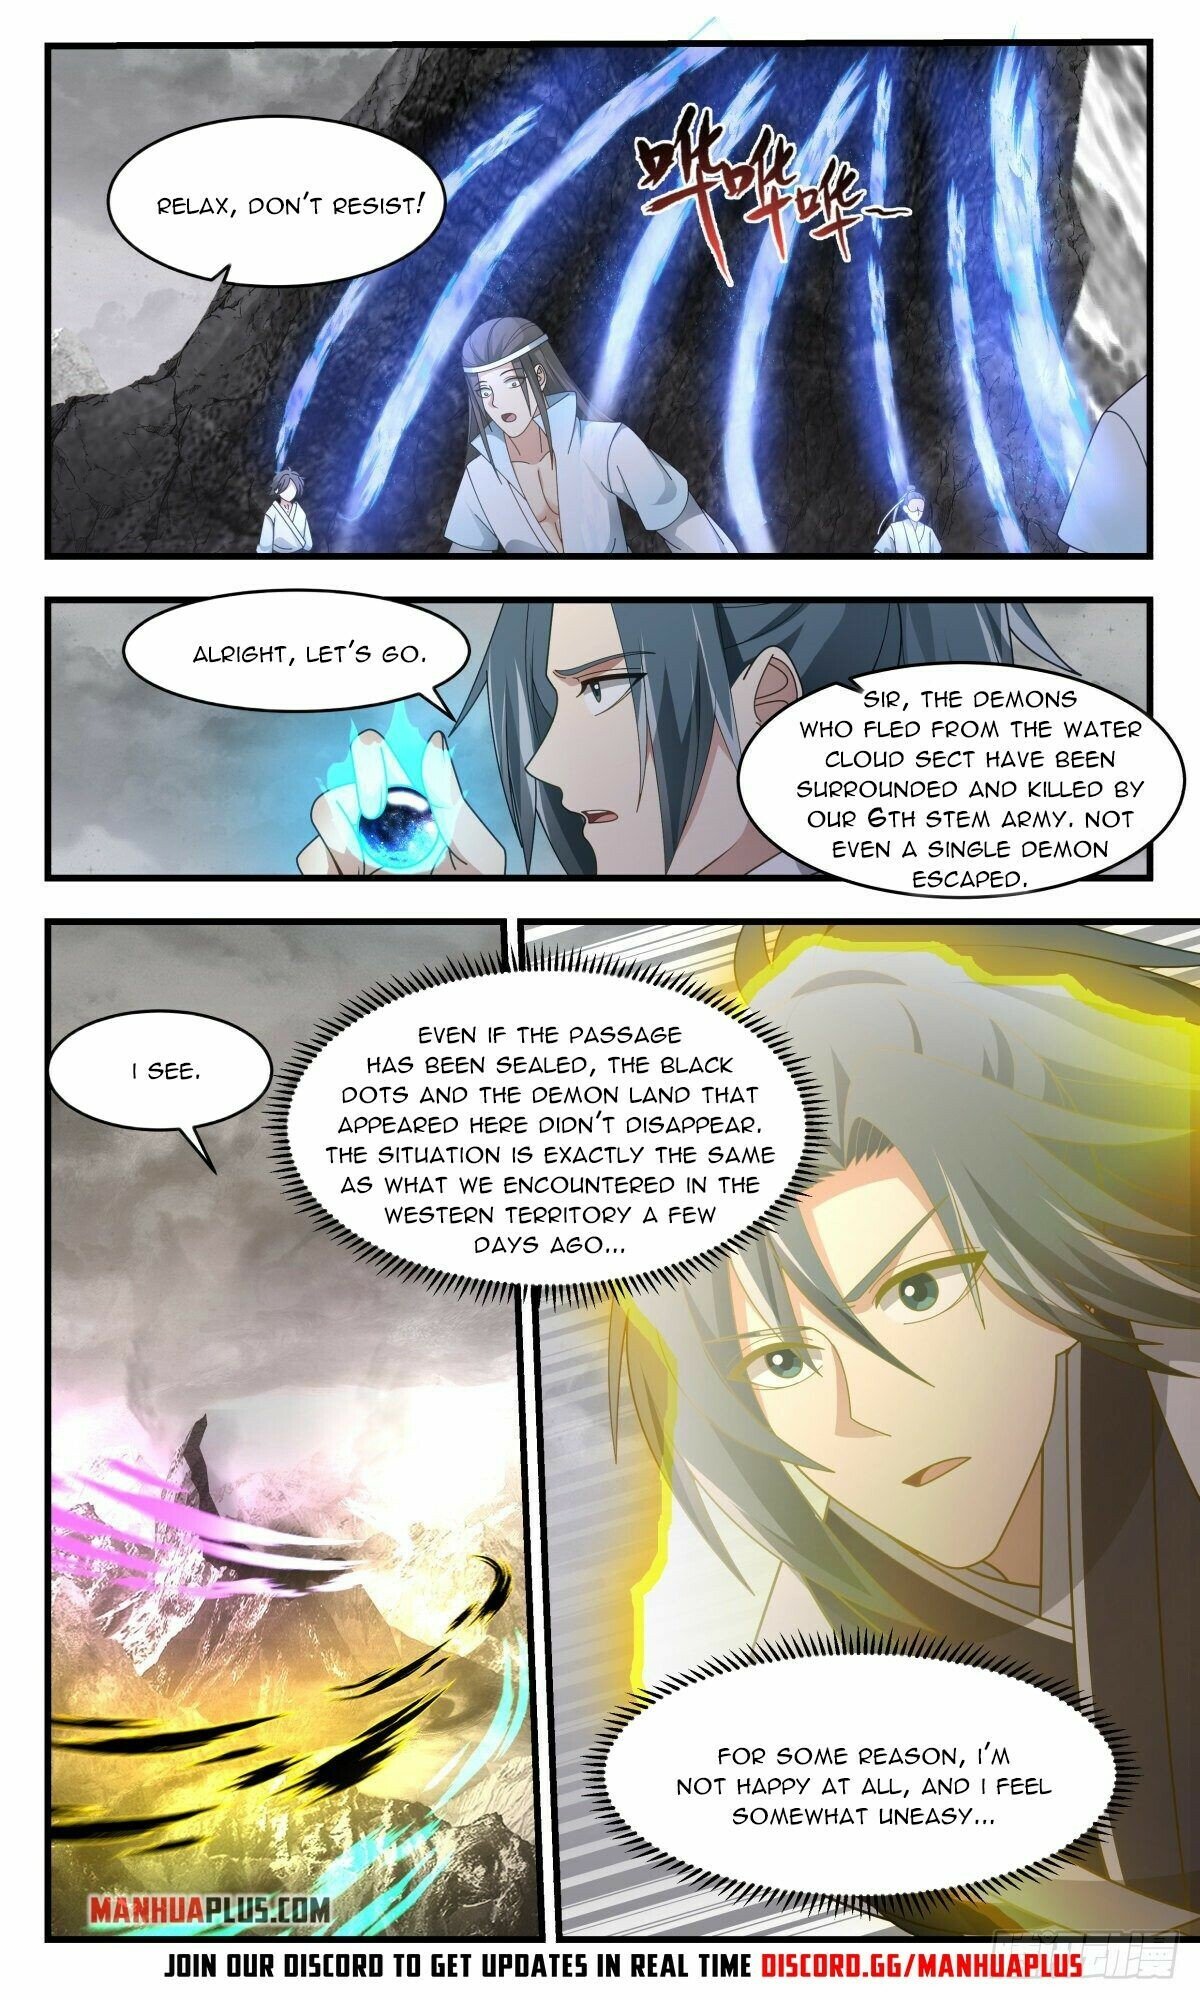 RELAX, DON'T RESIST!
哗哗哗~
ALRIGHT, LET'S GO.
SIR, THE DEMONS
WHO FLED FROM THE WATER
CLOUD SECT HAVE BEEN
SURROUNDED AND KILLED BY
OUR 6TH STEM ARMY. NOT
EVEN A SINGLE DEMON
ESCAPED.
I SEE.
EVEN IF THE PASSAGE
HAS BEEN SEALED, THE BLACK
DOTS AND THE DEMON LAND THAT
APPEARED HERE DIDN'T DISAPPEAR.
THE SITUATION IS EXACTLY THE SAME
AS WHAT WE ENCOUNTERED IN THE
WESTERN TERRITORY A FEW
DAYS AGO...
FOR SOME REASON, I'M
NOT HAPPY AT ALL, AND I FEEL
SOMEWHAT UNEASY...
MANHUAPLUS.COM
JOIN OUR DISCORD TO GET UPDATES IN REAL TIME DISCORD.GG/MANHUAPLUS